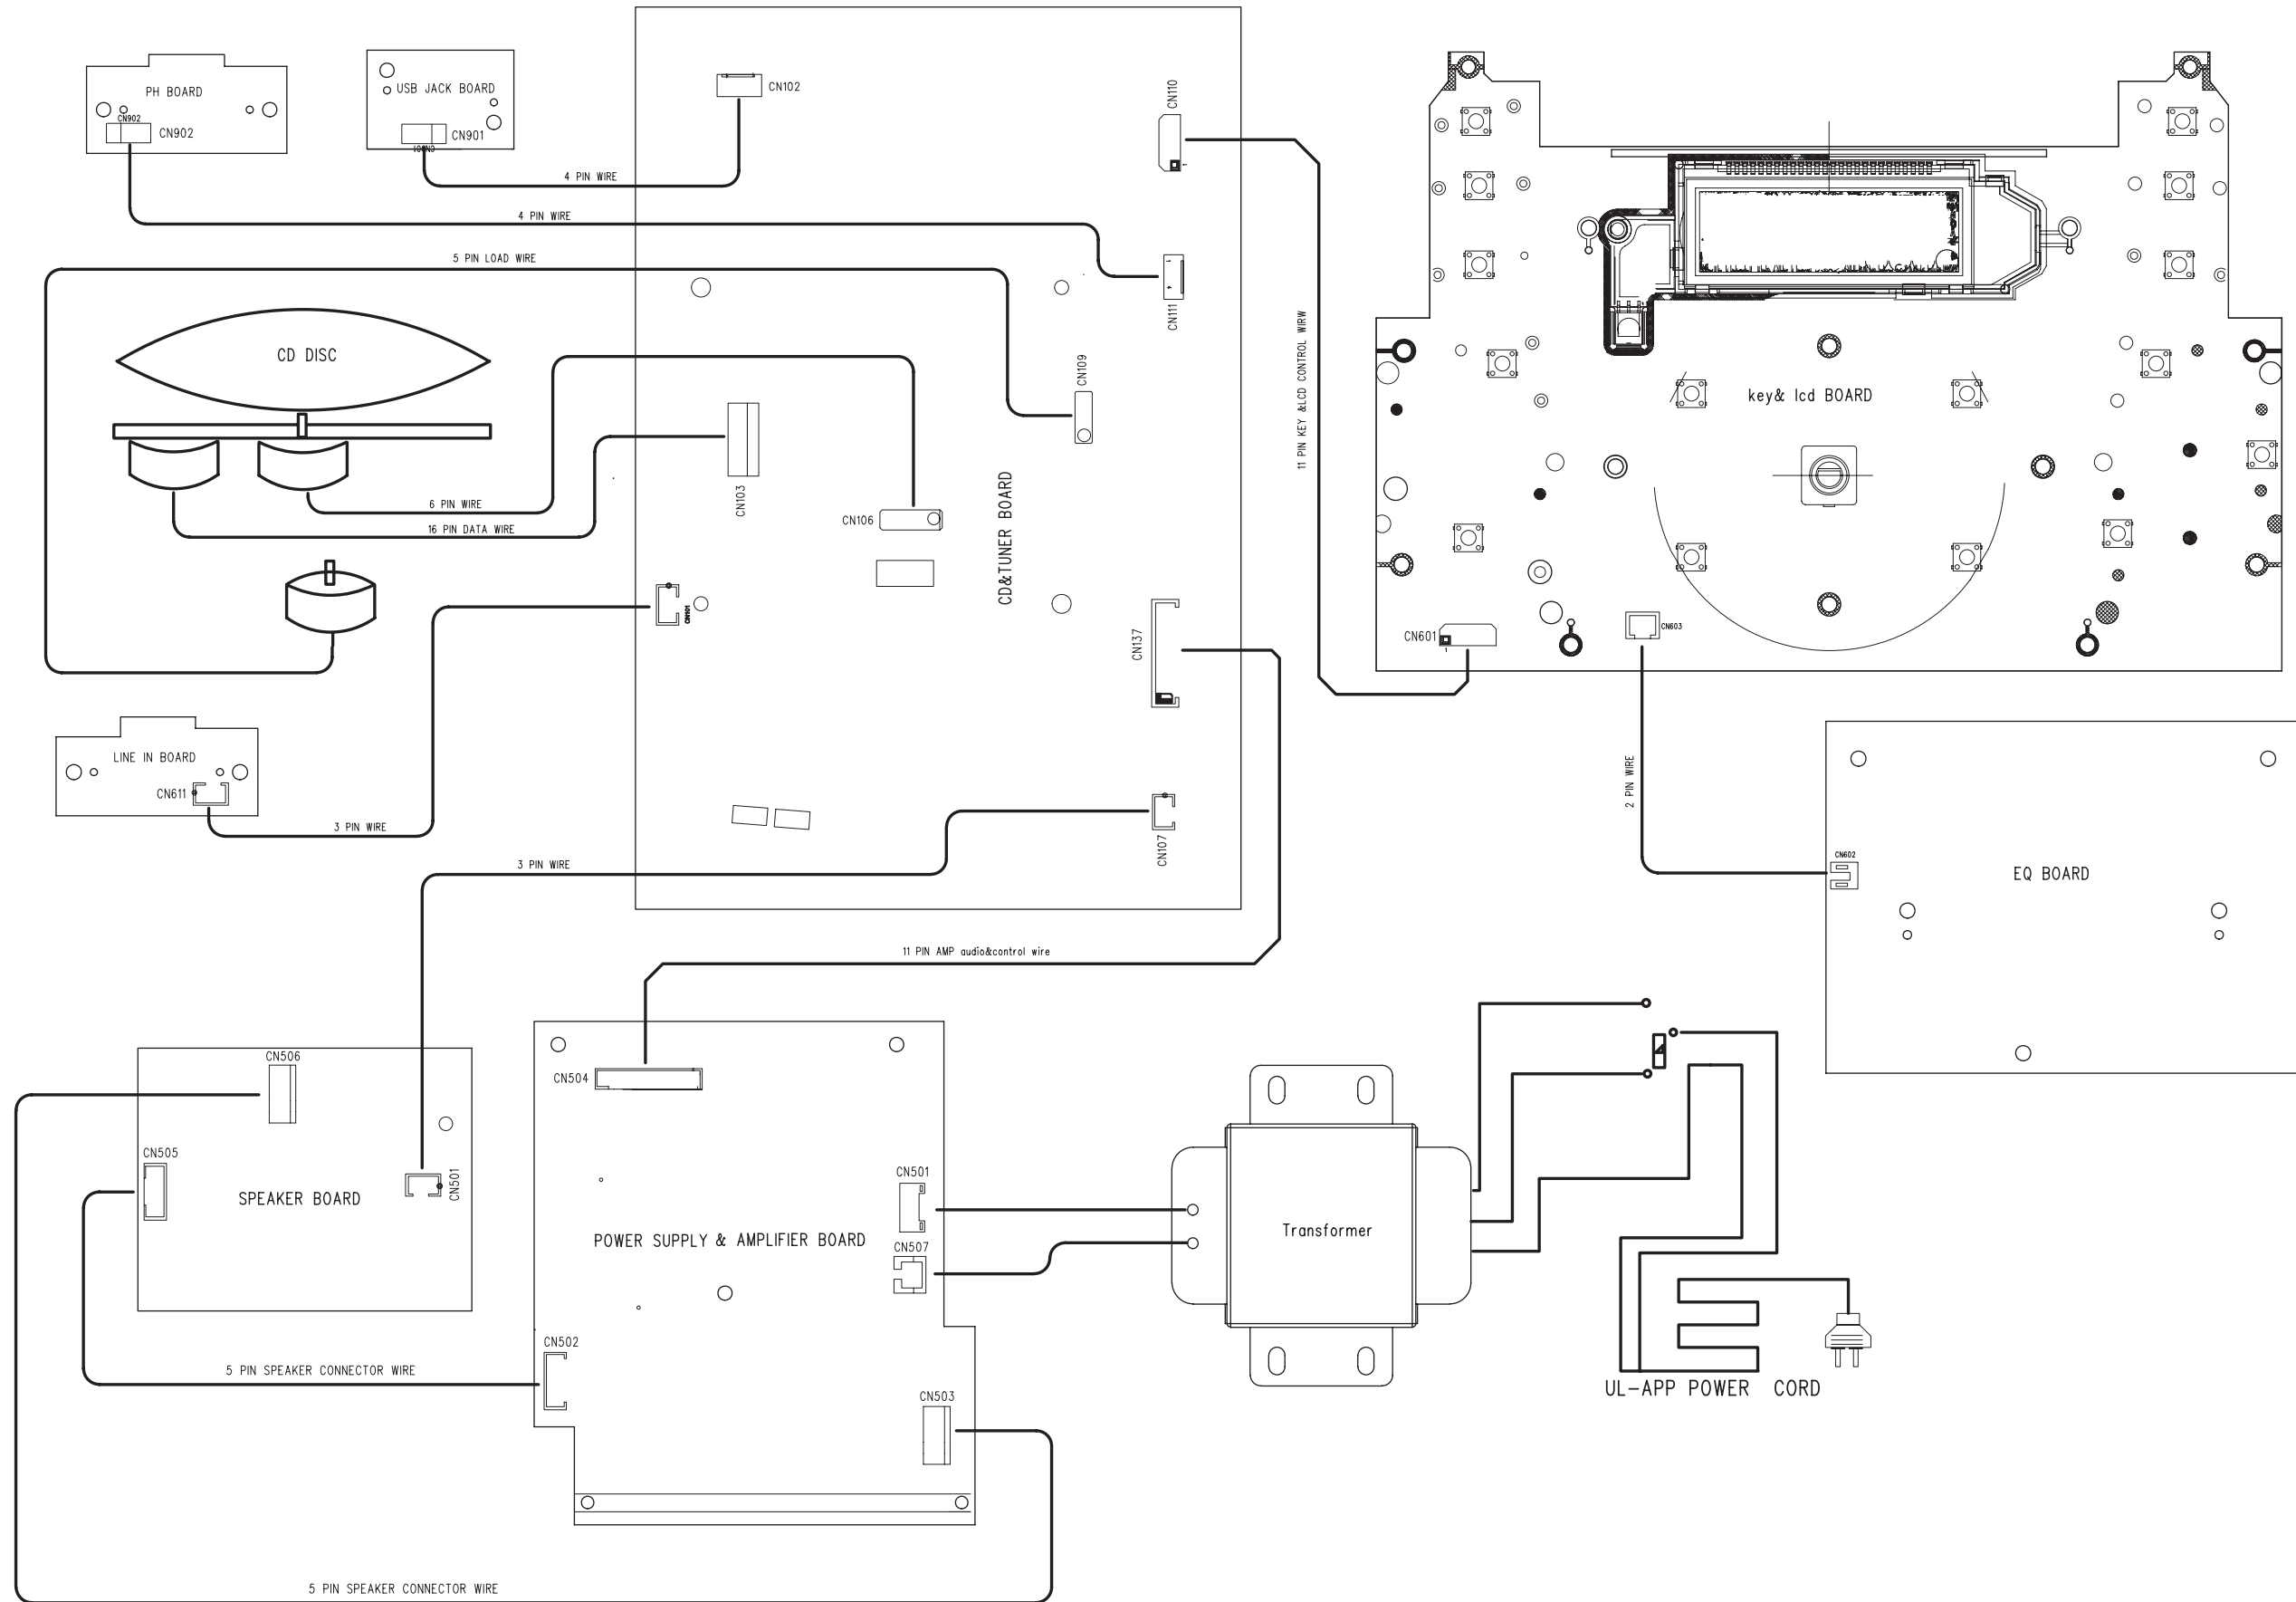 PH BOARD
CN902
CN902
USB JACK BOARD
CN901
CN901
CN102
CN110
1
4 PIN WIRE
4 PIN WIRE
5 PIN LOAD WIRE
CN111
CD DISC
CN109
11 PIN KEY &LCD CONTROL WIRW
key& lcd BOARD
CN103
6 PIN WIRE
16 PIN DATA WIRE
CN106
CD&TUNER BOARD
CN137
CN601
1
CN603
LINE IN BOARD
CN611
3 PIN WIRE
CN107
2 PIN WIRE
3 PIN WIRE
CN602
EQ BOARD
11 PIN AMP audio&control wire
CN506
CN504
CN505
CN501
SPEAKER BOARD
CN501
POWER SUPPLY & AMPLIFIER BOARD
CN507
Transformer
CN502
5 PIN SPEAKER CONNECTOR WIRE
CN503
UL-APP POWER CORD
5 PIN SPEAKER CONNECTOR WIRE